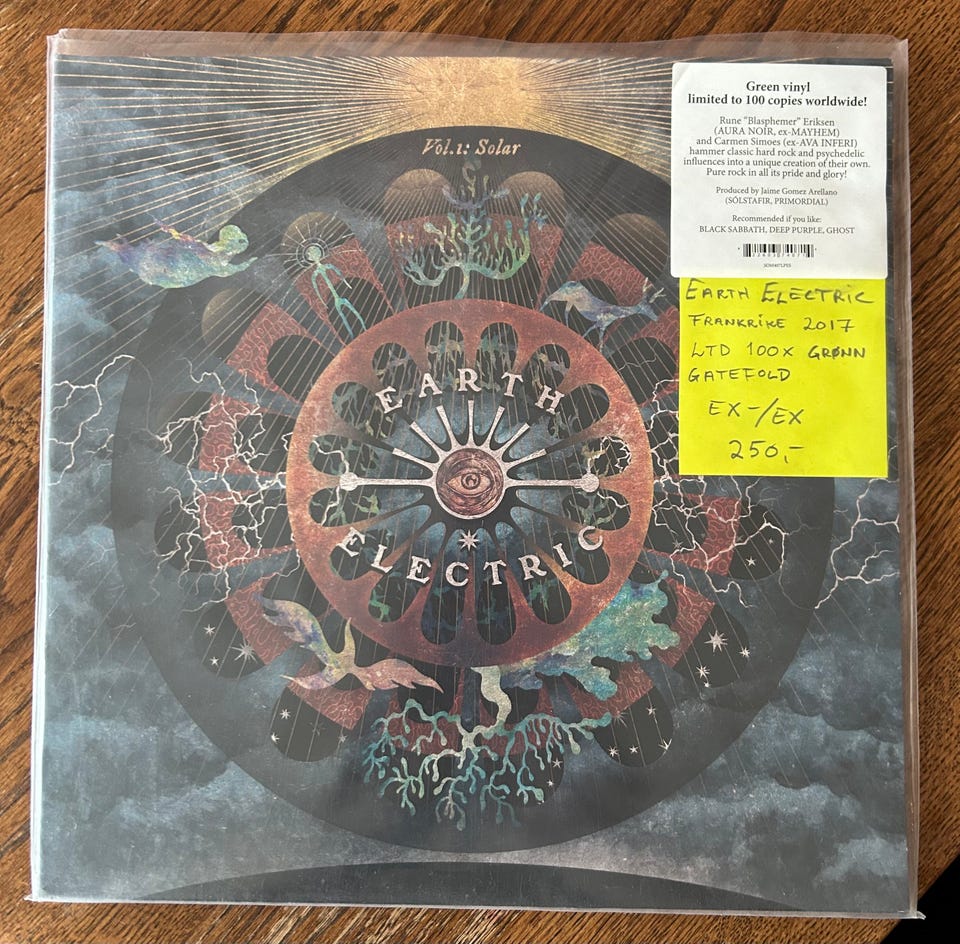 Vol.1: Solar
EARTH
ELECTRIC
Green vinyl
limited to 100 copies worldwide!
Rune “Blasphemer” Eriksen
(AURA NOIR, ex-MAYHEM)
and Carmen Simoes (ex-AVA INFERI)
hammer classic hard rock and psychedelic
influences into a unique creation of their own.
Pure rock in all its pride and glory!
Produced by Jaime Gomez Arellano
(SÓLSTAFIR, PRIMORDIAL)
Recommended if you like:
BLACK SABBATH, DEEP PURPLE, GHOST
EARTH ELECTRIC
FRANKRIKE 2017
LTD 100X GRØNN
GATEFOLD
EX-/EX
250,-